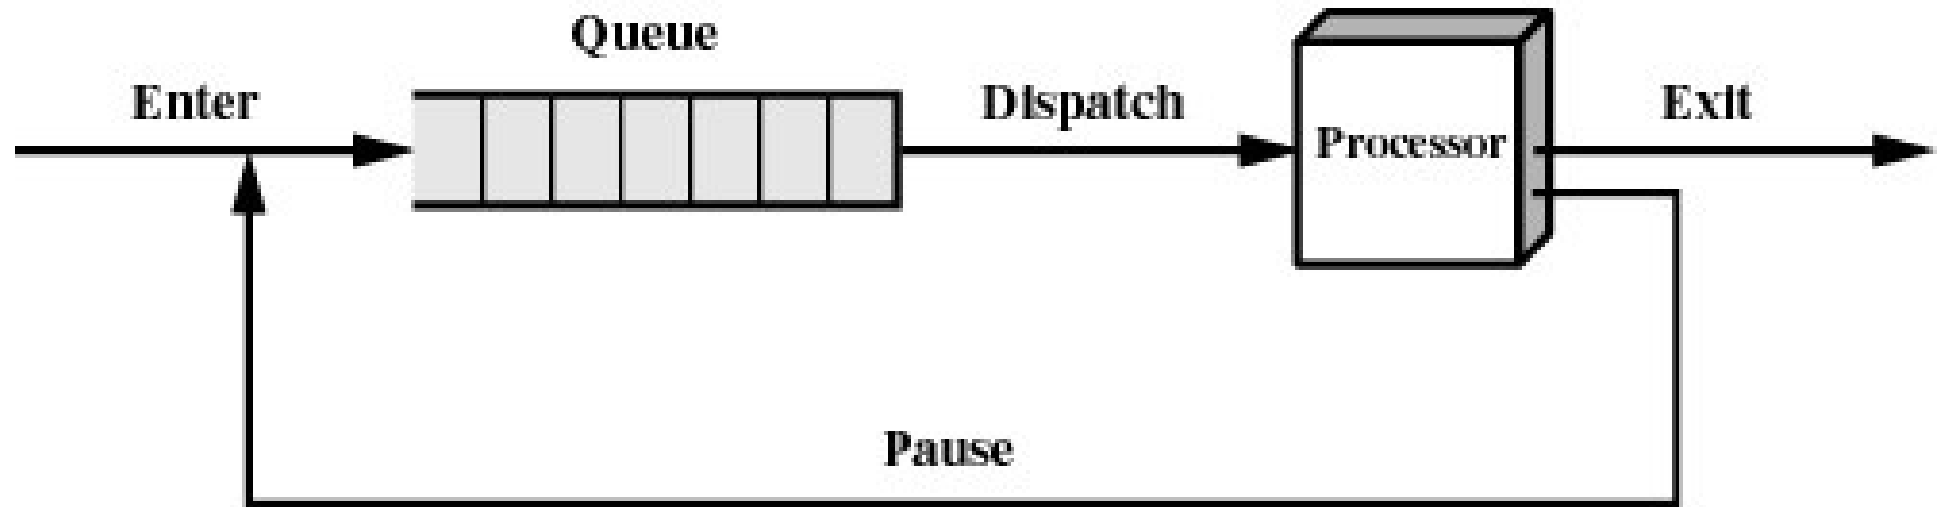 Queue
Enter
Dispatch
Processor
Exit
Pause